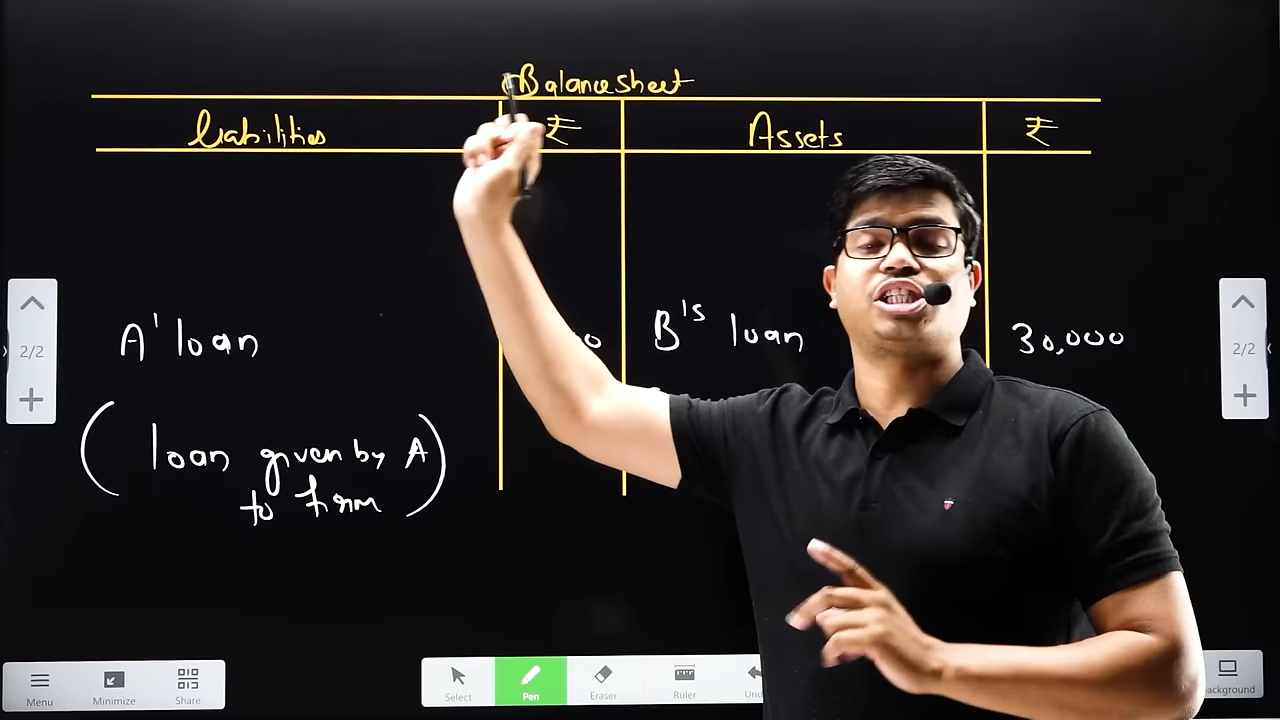 Balance sheet
Liabilities ₹ Assets ₹
A' loan B's loan 30,000
( loan given by A
to firm )
2/2
2/2
Menu Minimize Share
Select Pen Eraser Ruler